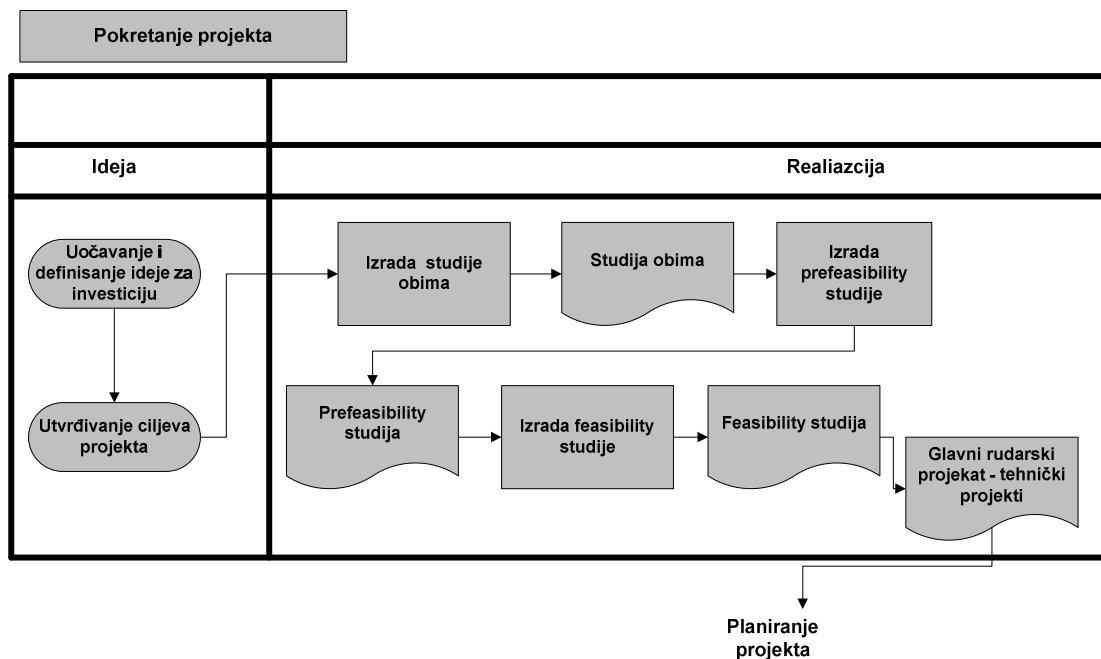 Pokretanje projekta
Ideja
Realiazcija
Uočavanje i
definisanje ideje za
investiciju
Utvrđivanje ciljeva
projekta
Izrada studije
obima
Studija obima
Izrada
prefeasibility
studije
Prefeasibility
studija
Izrada feasibility
studije
Feasibility studija
Glavni rudarski
projekat - tehnički
projekti
Planiranje
projekta